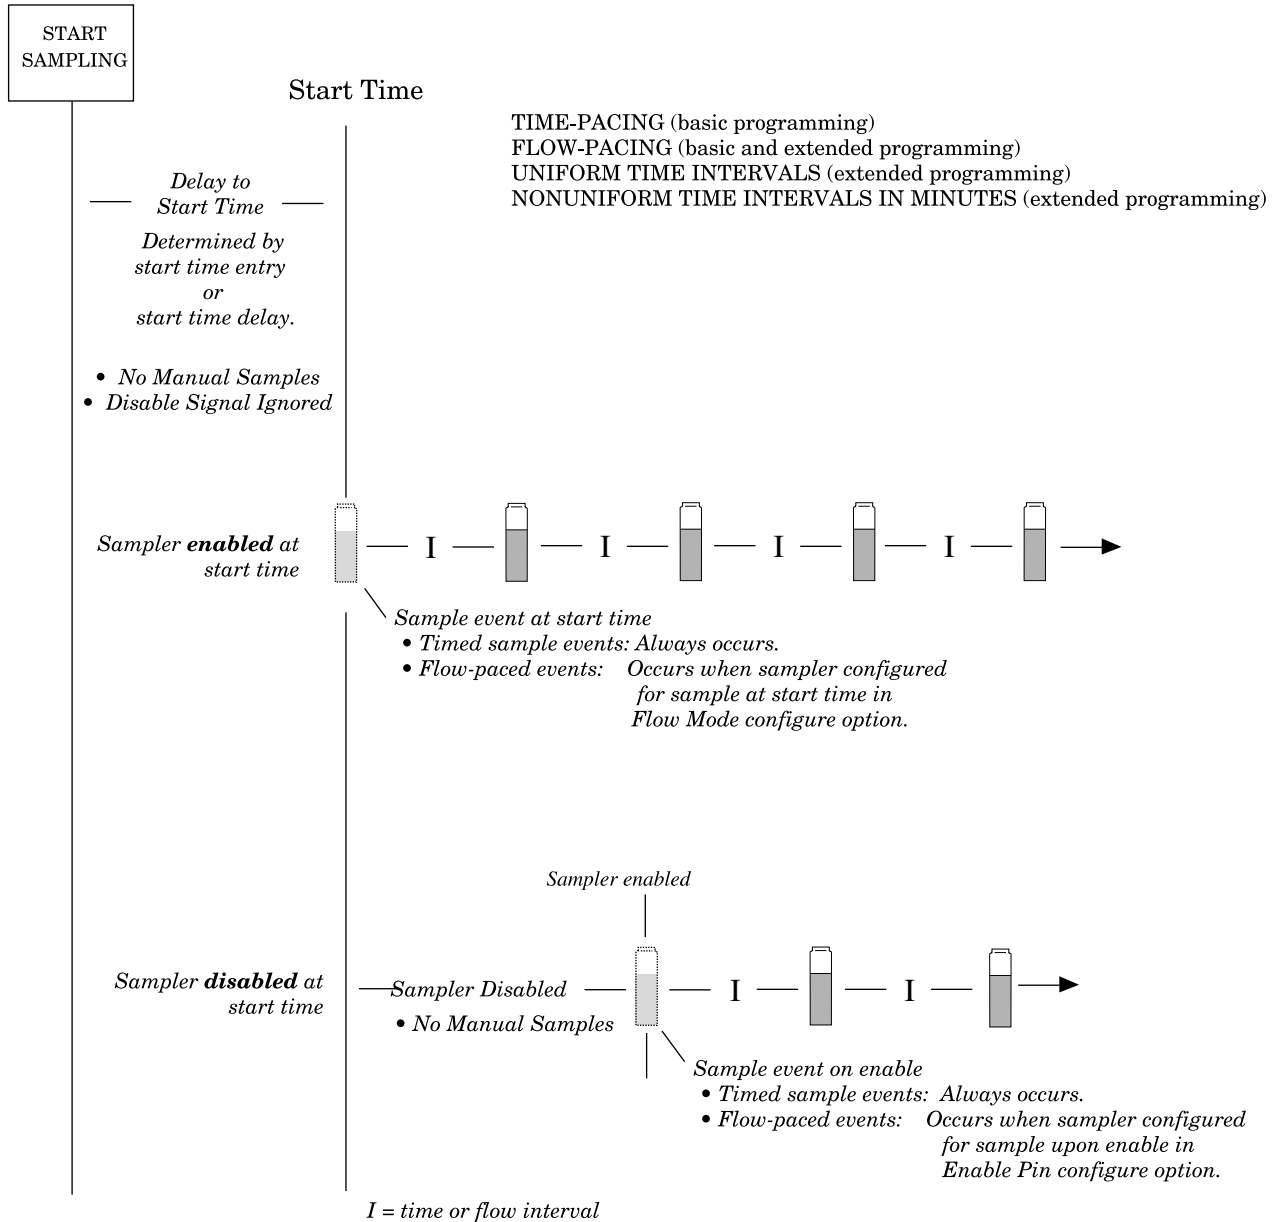 START
SAMPLING
Start Time
TIME-PACING (basic programming)
FLOW-PACING (basic and extended programming)
UNIFORM TIME INTERVALS (extended programming)
NONUNIFORM TIME INTERVALS IN MINUTES (extended programming)
Delay to
Start Time
Determined by
start time entry
or
start time delay.
• No Manual Samples
• Disable Signal Ignored
Sampler enabled at
start time
I I I I
Sample event at start time
• Timed sample events: Always occurs.
• Flow-paced events: Occurs when sampler configured
for sample at start time in
Flow Mode configure option.
Sampler enabled
Sampler disabled at
start time
Sampler Disabled
I I
• No Manual Samples
Sample event on enable
• Timed sample events: Always occurs.
• Flow-paced events: Occurs when sampler configured
for sample upon enable in
Enable Pin configure option.
I = time or flow interval